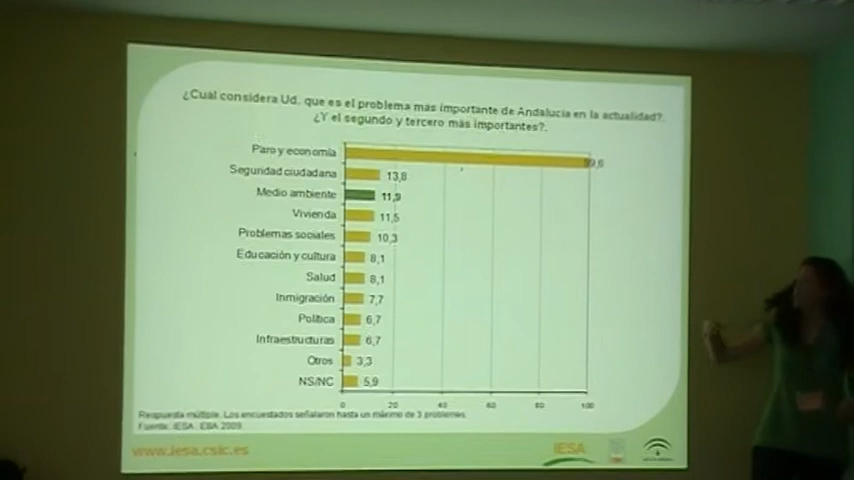 ¿Cual considera Ud. que es el problema mas importante de Andalucia en la actualidad?.
¿Y el segundo y tercero más importantes?.
Paro y economía
Seguridad ciudadana 13,8
Medio ambiente 11,9
Vivienda 11,5
Problemas sociales 10,3
Educación y cultura 8,1
Salud 8,1
Inmigración 7,7
Política 6,7
Infraestructuras 6,7
Otros 3,3
NS/NC 5,9
0 20 40 60 80 100
Respuesta múltiple. Los encuestados señalaron hasta un máximo de 3 problemas.
Fuente: IESA. EBA 2009.
www.iesa.csic.es
IESA